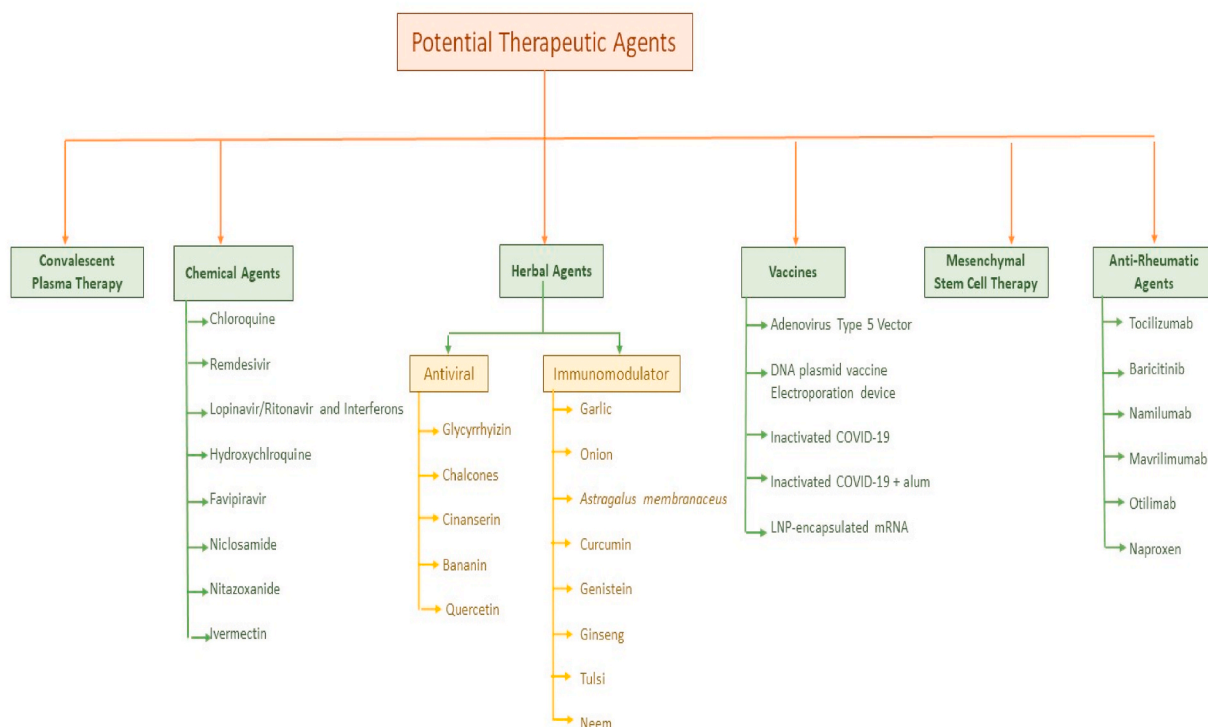 Potential Therapeutic Agents
Convalescent
Plasma Therapy
Chemical Agents
Chloroquine
Remdesivir
Lopinavir/Ritonavir and Interferons
Hydroxychlroquine
Favipiravir
Niclosamide
Nitazoxanide
Ivermectin
Herbal Agents
Antiviral
Glycyrrhyizin
Chalcones
Cinanserin
Bananin
Quercetin
Immunomodulator
Garlic
Onion
Astragalus membranaceus
Curcumin
Genistein
Ginseng
Tulsi
Neem
Vaccines
Adenovirus Type 5 Vector
DNA plasmid vaccine
Electroporation device
Inactivated COVID-19
Inactivated COVID-19 + alum
LNP-encapsulated mRNA
Mesenchymal
Stem Cell Therapy
Anti-Rheumatic
Agents
Tocilizumab
Baricitinib
Namilumab
Mavrilimumab
Otilimab
Naproxen